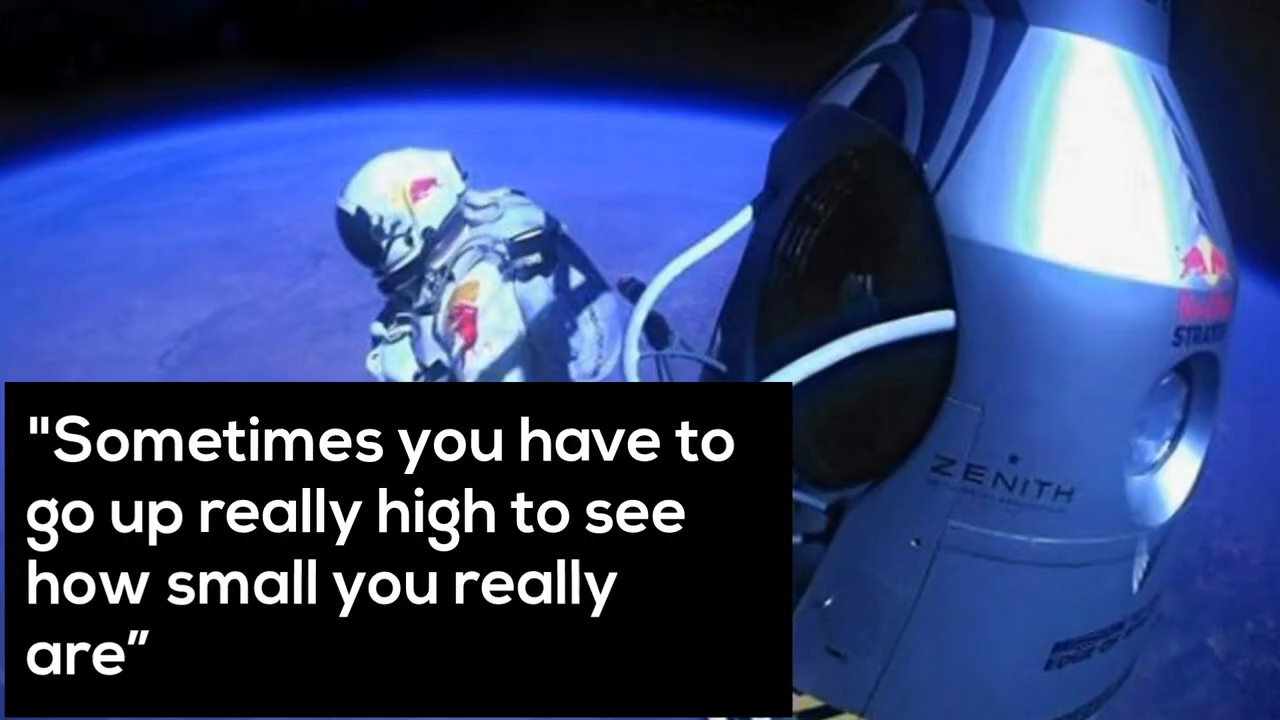 "Sometimes you have to
go up really high to see
how small you really
are”
ZENITH